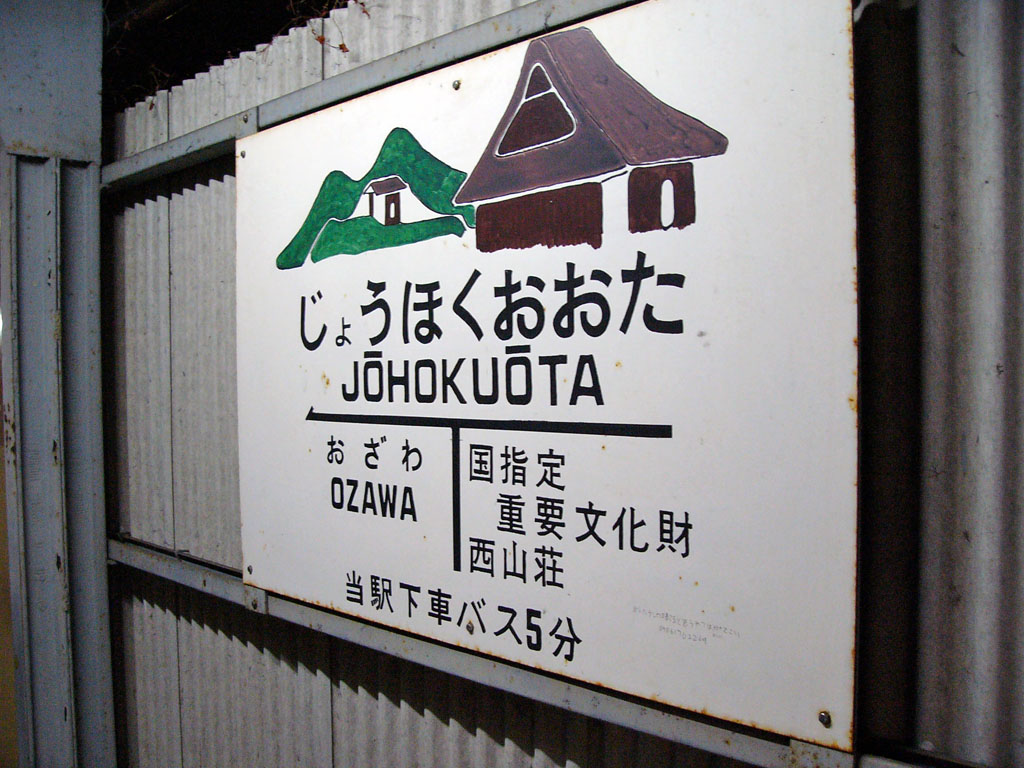 じょうほくおおた
JŌHOKUŌTA
おざわ
OZAWA
国指定
重要文化財
西山荘
当駅下車バス5分